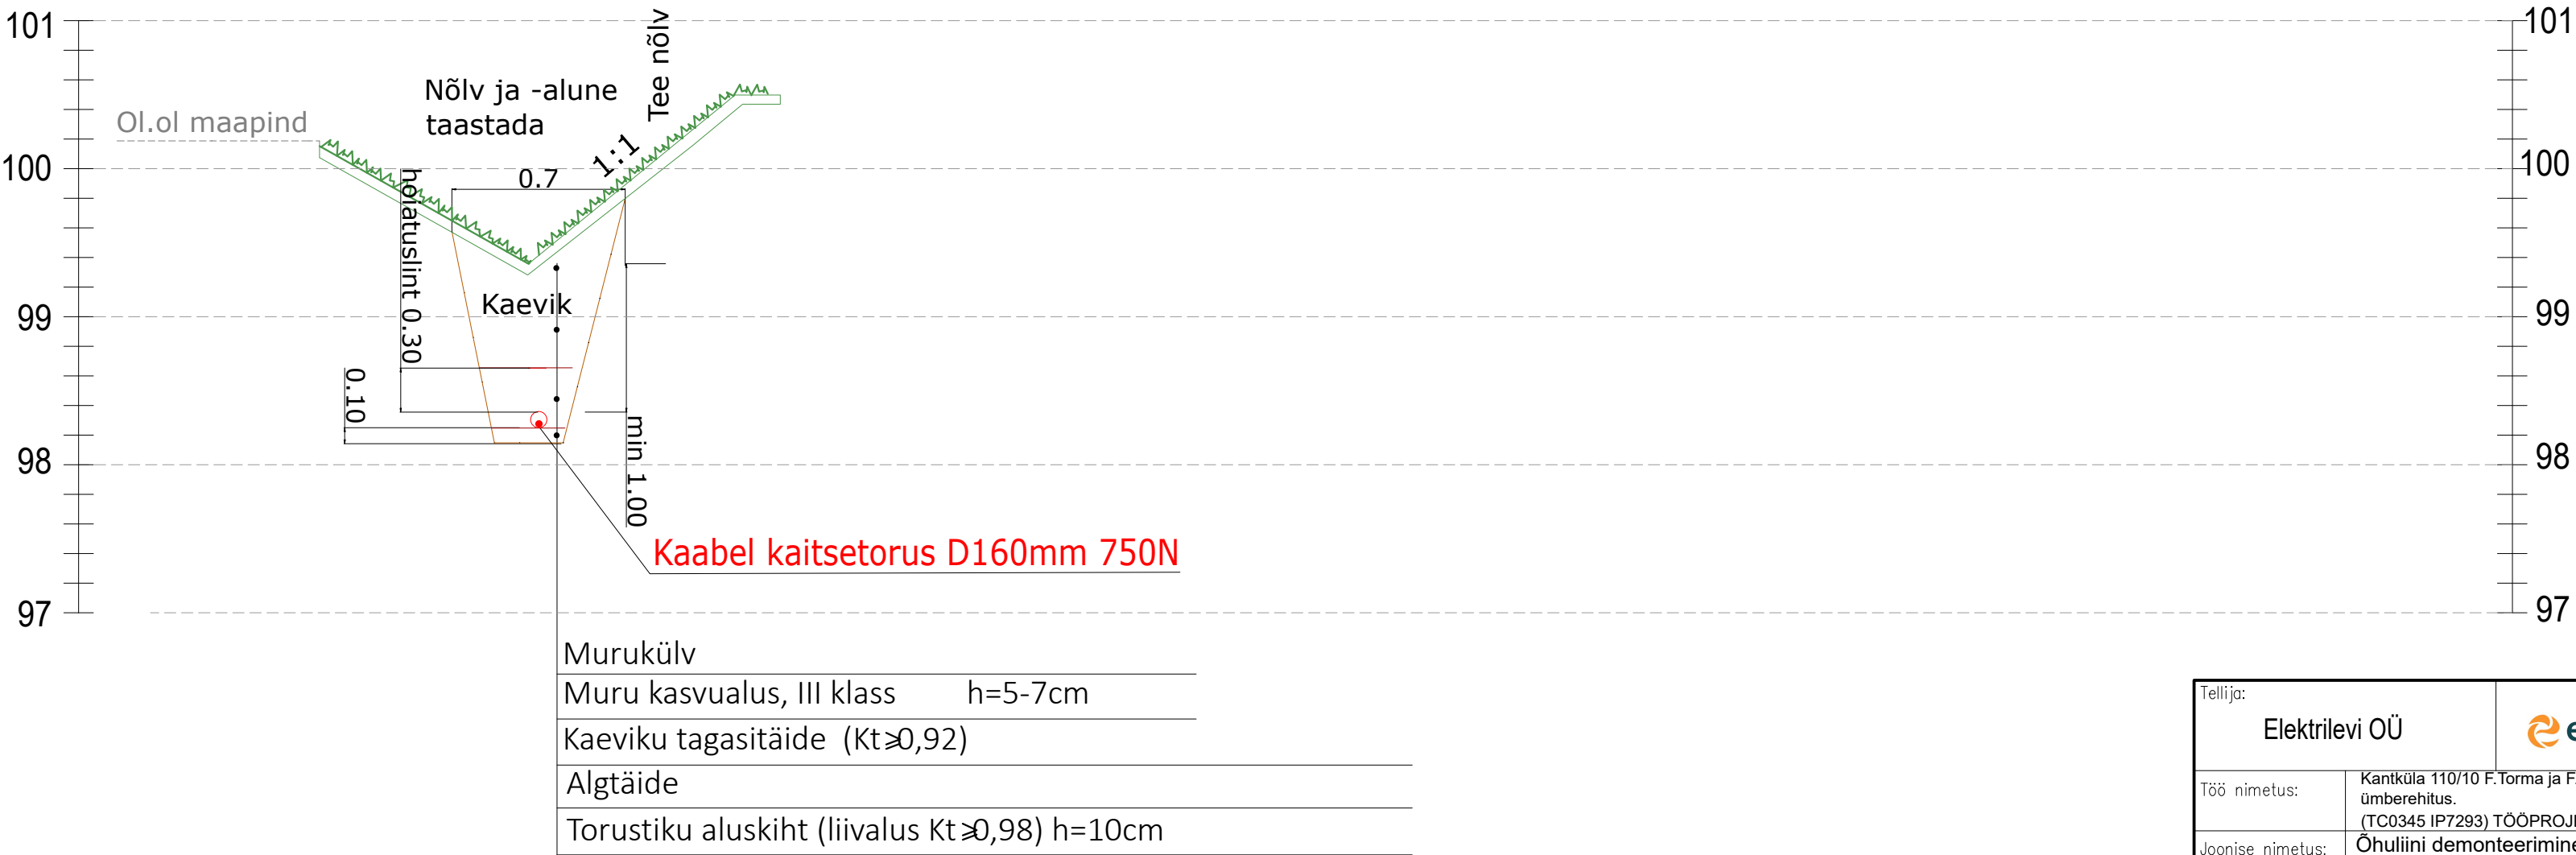 101
101
Tee nõlv
Nõlv ja -alune
taastada
Ol.ol maapind
1:1
100
100
0.7
hoiatuslint 0.30
Kaevik
99
99
0.10
min 1.00
98
98
Kaabel kaitsetorus D160mm 750N
97
97
Murukülv
Muru kasvualus, III klass h=5-7cm
Kaeviku tagasitäide (Kt≥0,92)
Algtäide
Torustiku aluskiht (liivalus Kt≥0,98) h=10cm
Tellija:
Elektrilevi OÜ
Töö nimetus:
Kantküla 110/10 F.Torma ja F.
ümberehitus.
(TC0345 IP7293) TÖÖPROJE
Joonise nimetus:
Õhuliini demonteerimine